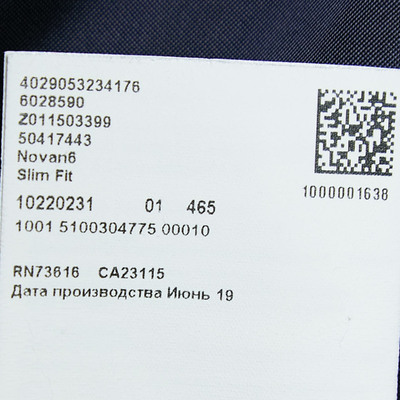 4029053234176
6028590
Z011503399
50417443
Novan6
Slim Fit
1000001638
10220231 01 465
1001 5100304775 00010
RN73616 CA23115
Дата производства Июнь 19